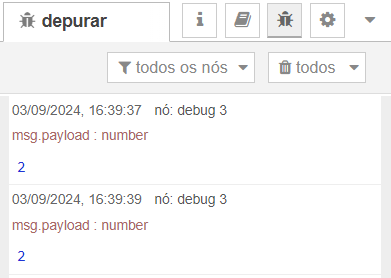 depurar
todos os nós
todos
03/09/2024, 16:39:37 nó: debug 3
msg.payload : number
2
03/09/2024, 16:39:39 nó: debug 3
msg.payload : number
2